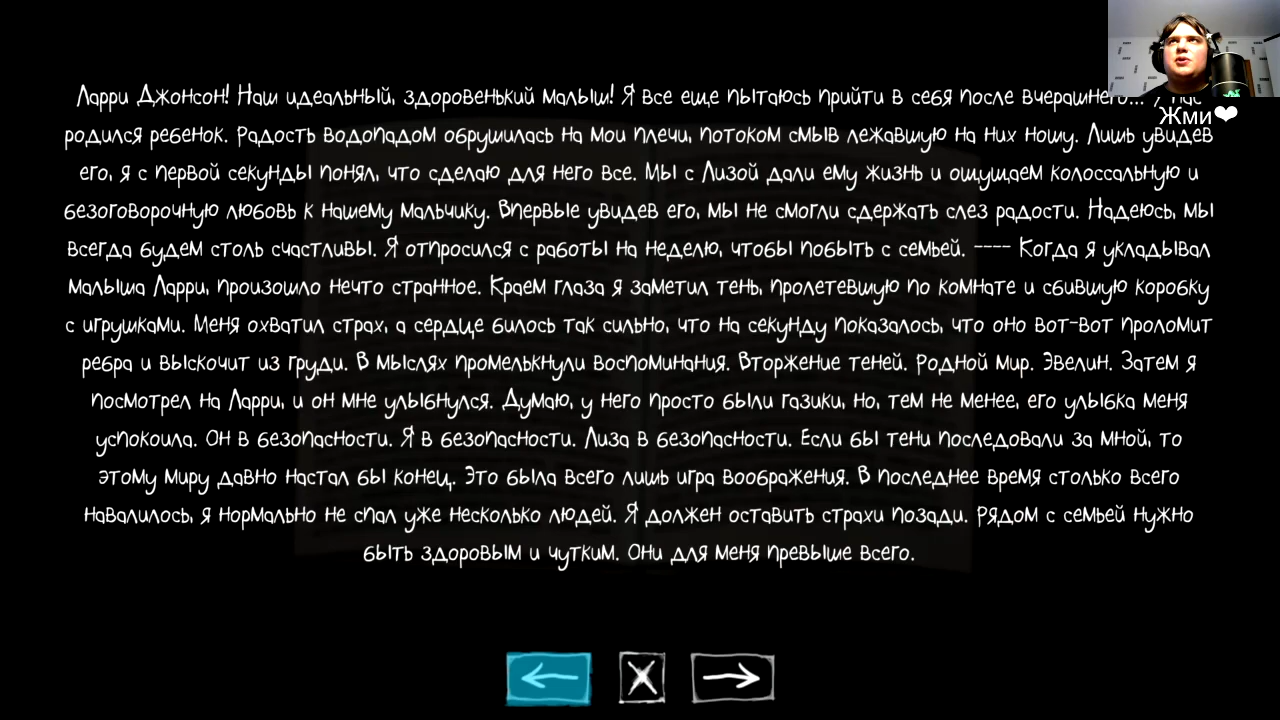 Ларри Джонсон! Наш идеальный, здоровенький малыш! Я все еще пытаюсь прийти в себя после вчерашнего... У нас
Жми❤
родился ребенок. Радость водопадом обрушилась на мои плечи, потоком смыв лежавшую на них ношу. Лишь увидев
его, я с первой секунды понял, что сделаю для него все. Мы с Лизой дали ему жизнь и ощущаем колоссальную и
безоговорочную любовь к нашему мальчику. Впервые увидев его, мы не смогли сдержать слез радости. Надеюсь, мы
всегда будем столь счастливы. Я отпросился с работы на неделю, чтобы побыть с семьей. ---- Когда я укладывал
малыша Ларри, произошло нечто странное. Краем глаза я заметил тень, пролетевшую по комнате и сбившую коробку
с игрушками. Меня охватил страх, а сердце билось так сильно, что на секунду показалось, что оно вот-вот проломит
ребра и выскочит из груди. В мыслях промелькнули воспоминания. Вторжение теней. Родной мир. Эвелин. Затем я
посмотрел на Ларри, и он мне улыбнулся. Думаю, у него просто были газики, но, тем не менее, его улыбка меня
успокоила. Он в безопасности. Я в безопасности. Лиза в безопасности. Если бы тени последовали за мной, то
этому миру давно настал бы конец. Это была всего лишь игра воображения. В последнее время столько всего
навалилось, я нормально не спал уже несколько людей. Я должен оставить страхи позади. Рядом с семьей нужно
быть здоровым и чутким. Они для меня превыше всего.